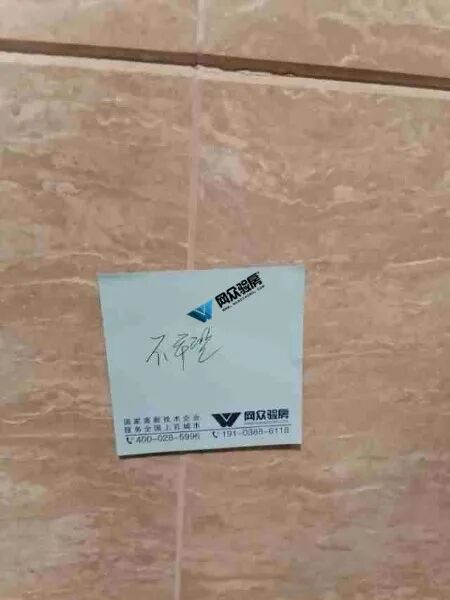 网众验房
不平整
国家高新技术企业
服务全国上百城市
网众验房
400-028-5996
191-0388-6118